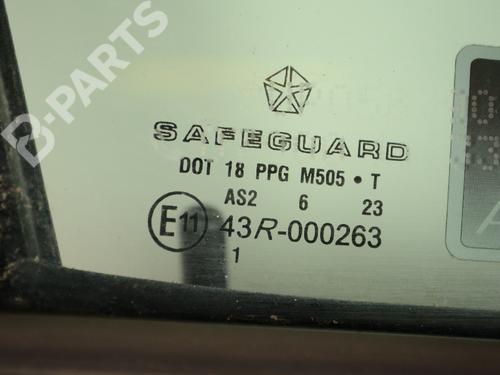 B-PARTS
SAFEGUARD
DOT 18 PPG M505 • T
AS2 6 23
E11 43R-000263
1